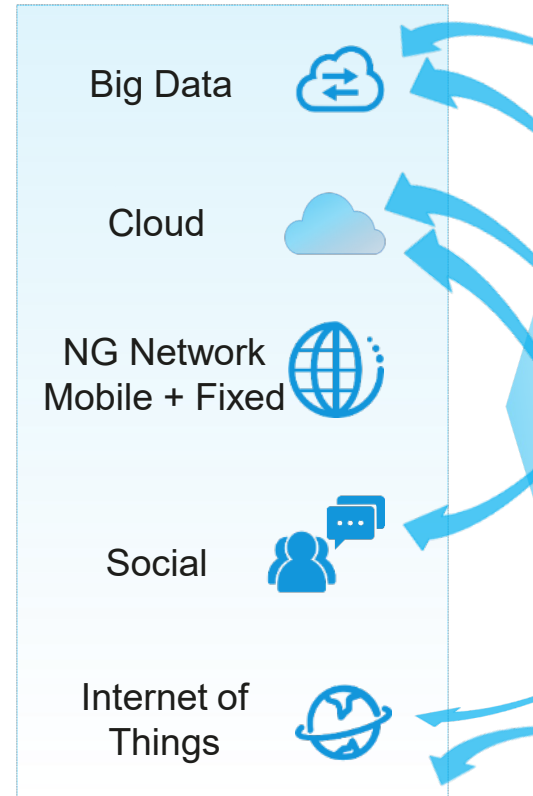 Big Data
Cloud
NG Network
Mobile + Fixed
Social
Internet of
Things